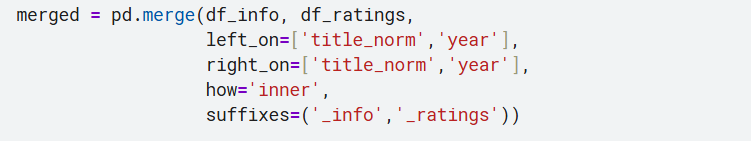 merged = pd.merge(df_info, df_ratings,
                  left_on=['title_norm','year'],
                  right_on=['title_norm','year'],
                  how='inner',
                  suffixes=('_info','_ratings'))